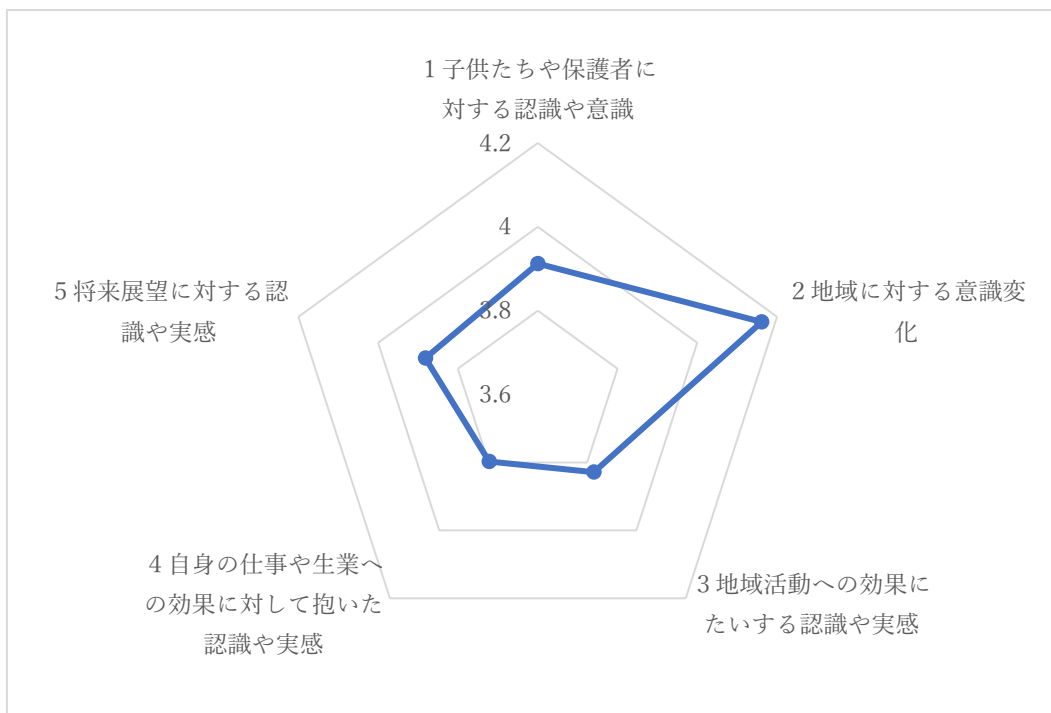 1 子供たちや保護者に
対する認識や意識
4.2
4
3.8
3.6
2 地域に対する意識変
化
5 将来展望に対する認
識や実感
4 自身の仕事や生業へ
の効果に対して抱いた
認識や実感
3 地域活動への効果に
たいする認識や実感